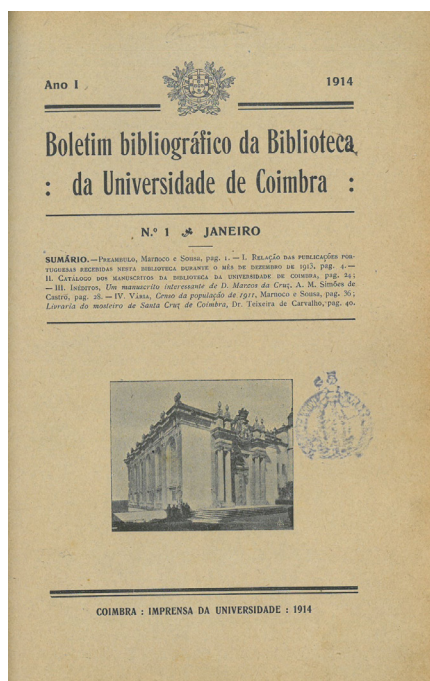 Ano I
1914
Boletim bibliográfico da Biblioteca
: da Universidade de Coimbra :
N.º 1 JANEIRO
SUMÁRIO. — PREAMBULO, Marnoco e Sousa, pag. 1. — I. RELAÇÃO DAS PUBLICAÇÕES POR-
TUGUESAS RECEBIDAS NESTA BIBLIOTECA DURANTE O MÊS DE DEZEMBRO DE 1913, pag. 4. —
II. CATÁLOGO DOS MANUSCRITOS DA BIBLIOTECA DA UNIVERSIDADE DE COIMBRA, pag. 24;
— III. INÉDITOS, Um manuscrito interessante de D. Marcos da Cruz, A. M. Simões de
Castro, pag. 28. — IV. VÁRIA, Censo da população de 1911, Marnoco e Sousa, pag. 36;
Livraria do mosteiro de Santa Cruz de Coimbra, Dr. Teixeira de Carvalho, pag. 40.
COIMBRA : IMPRENSA DA UNIVERSIDADE : 1914